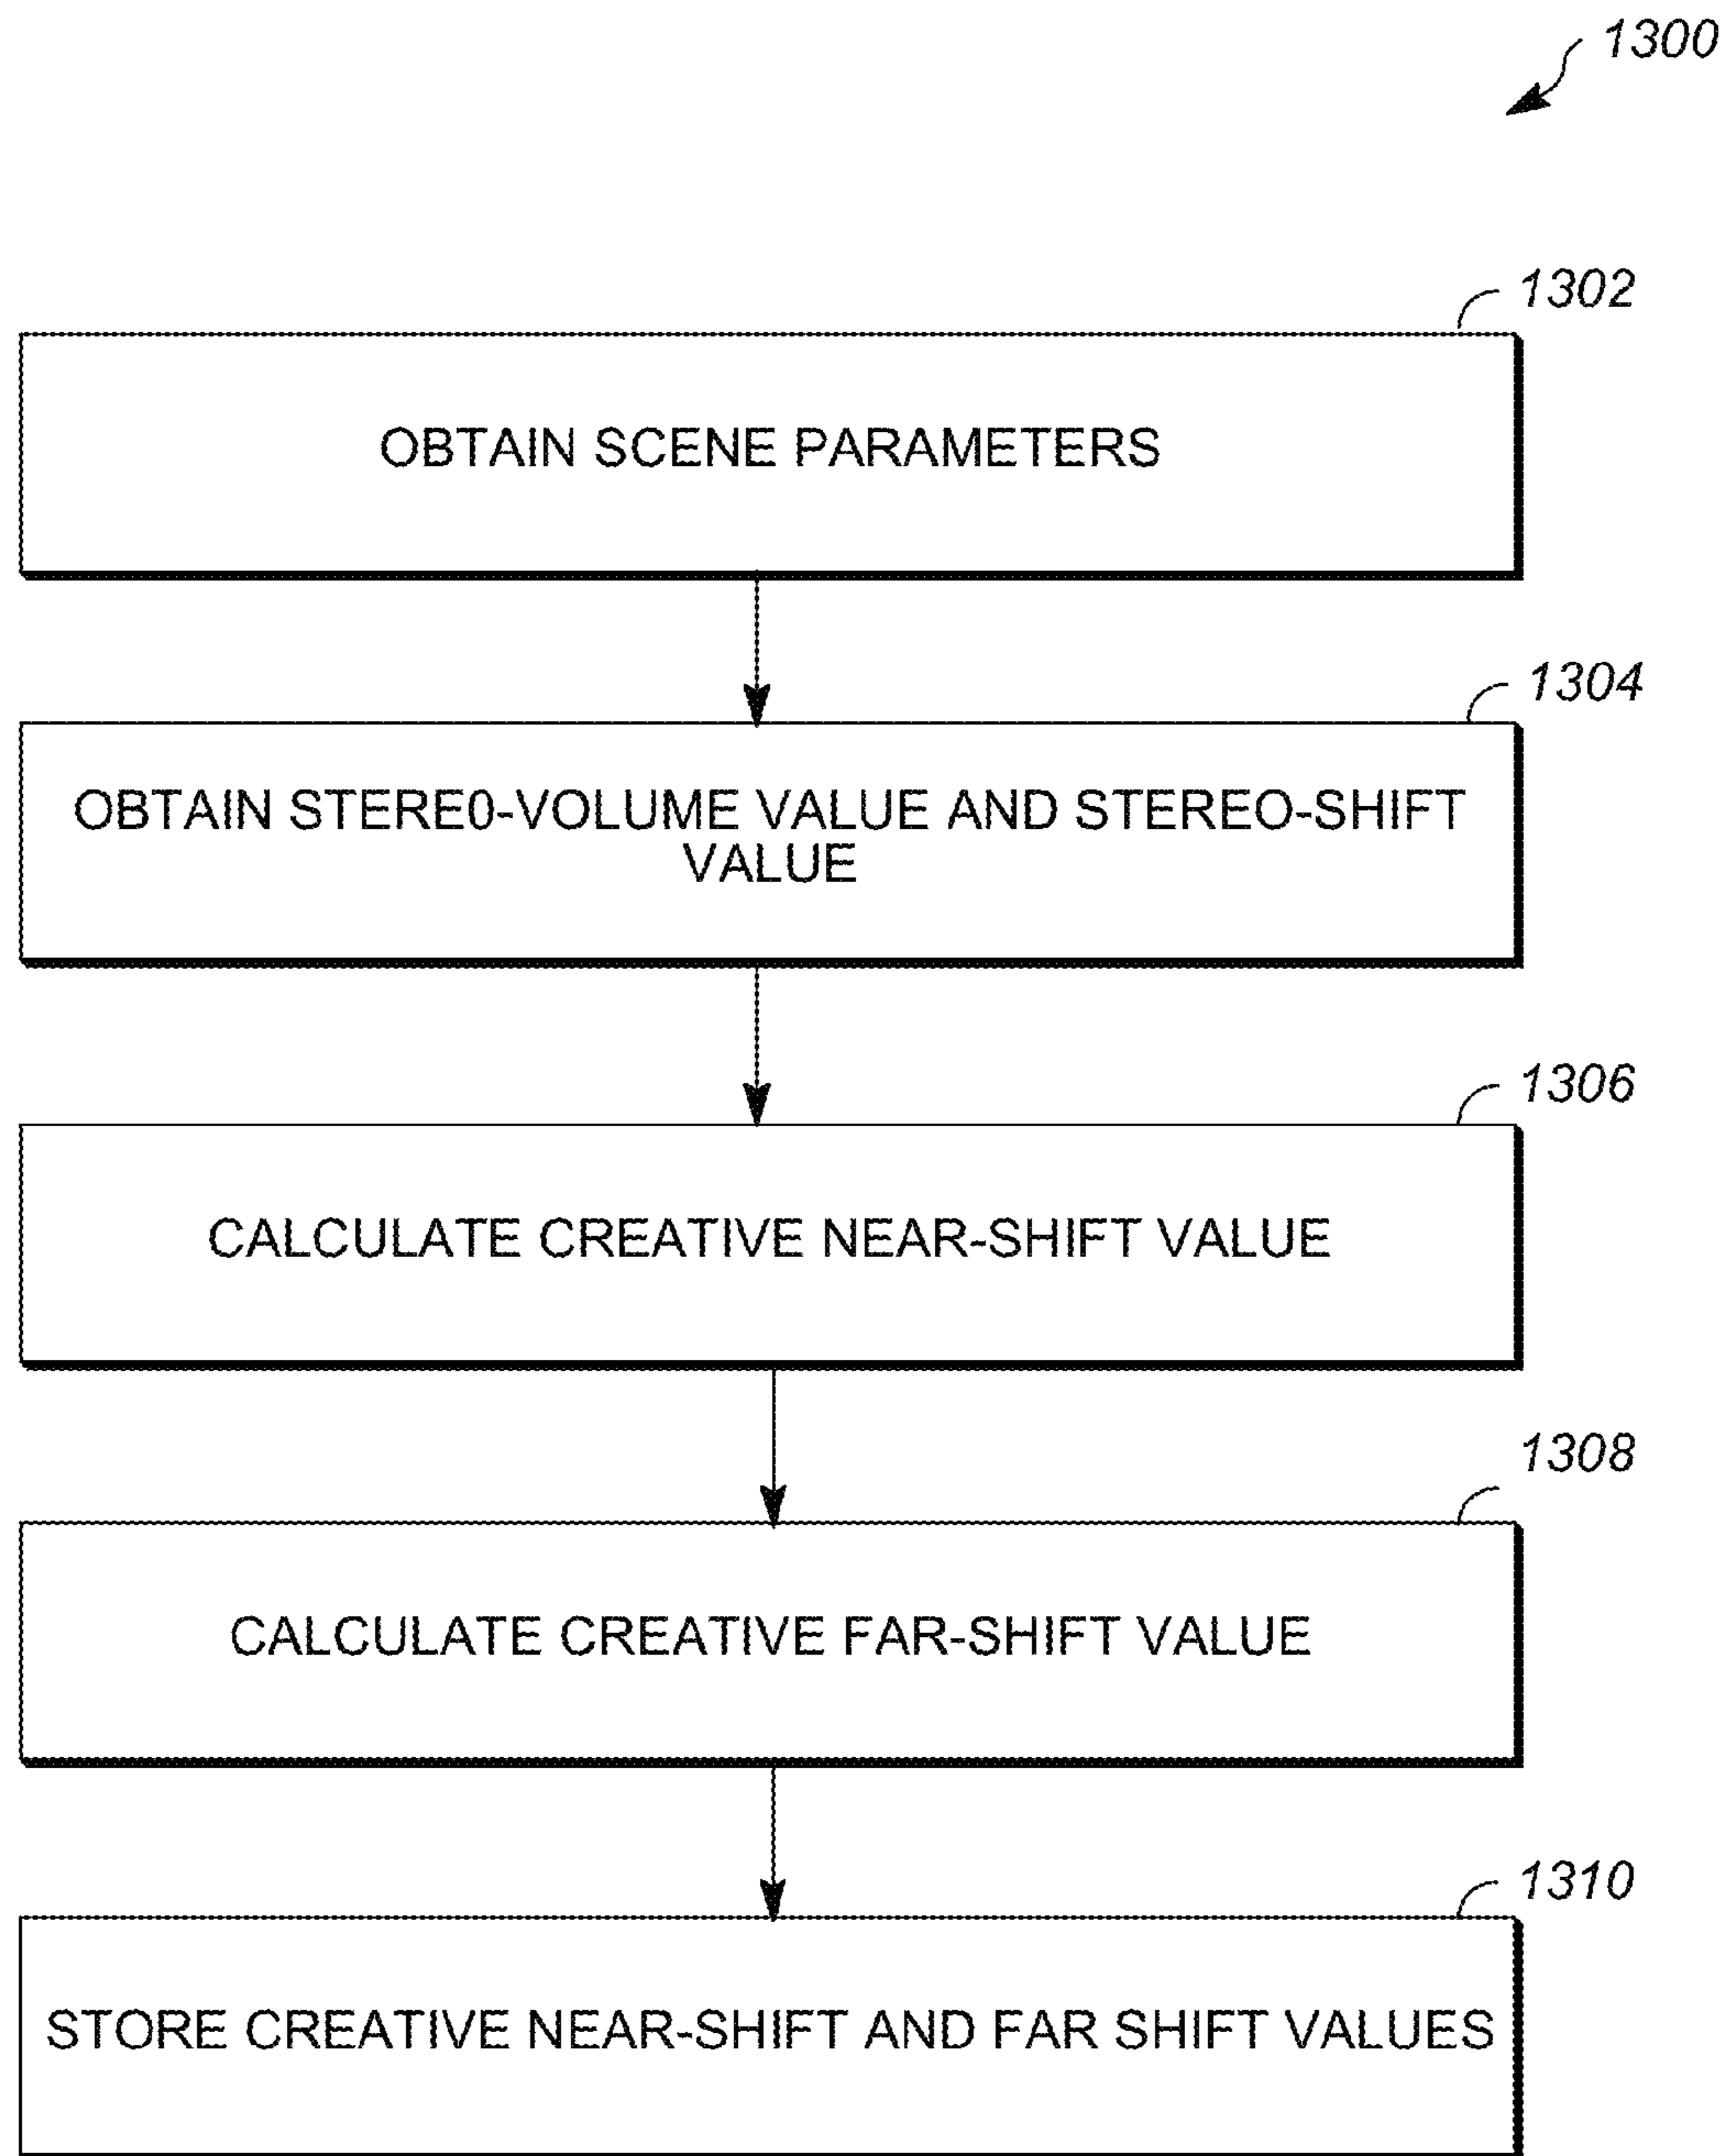 1300
1302
OBTAIN SCENE PARAMETERS
1304
OBTAIN STERE0-VOLUME VALUE AND STEREO-SHIFT
VALUE
1306
CALCULATE CREATIVE NEAR-SHIFT VALUE
1308
CALCULATE CREATIVE FAR-SHIFT VALUE
1310
STORE CREATIVE NEAR-SHIFT AND FAR SHIFT VALUES